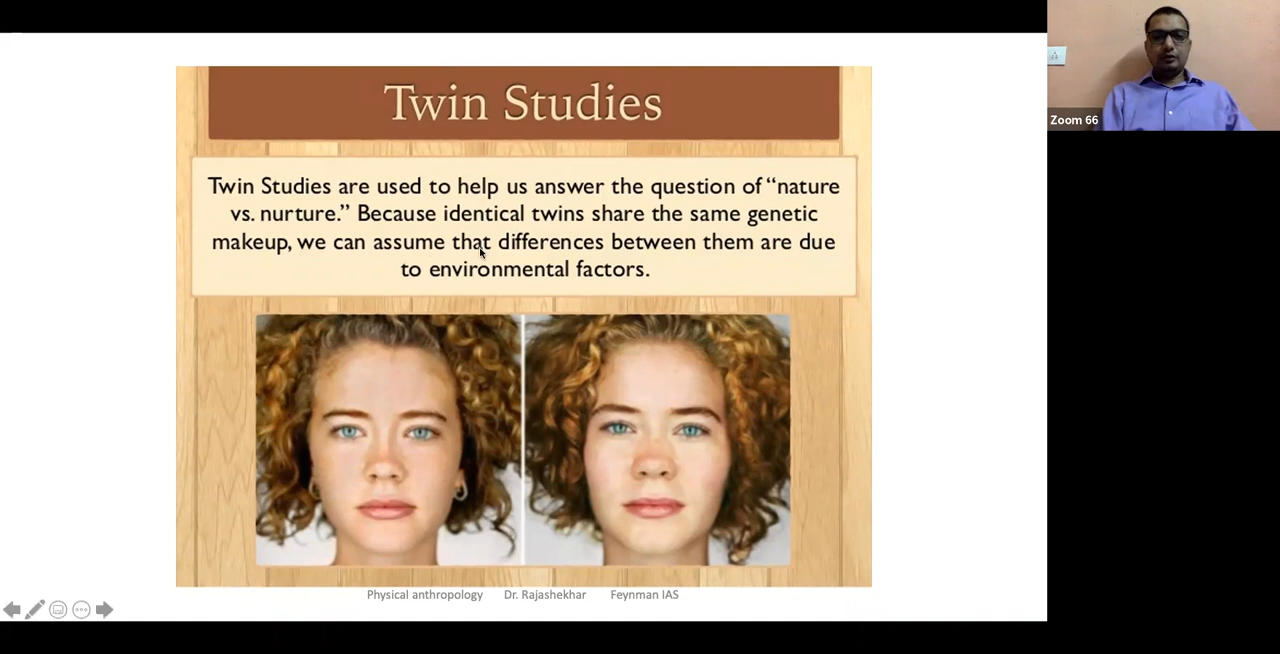 Twin Studies
Twin Studies are used to help us answer the question of “nature
vs. nurture.” Because identical twins share the same genetic
makeup, we can assume that differences between them are due
to environmental factors.
Physical anthropology Dr. Rajashekhar Feynman IAS
Zoom 66